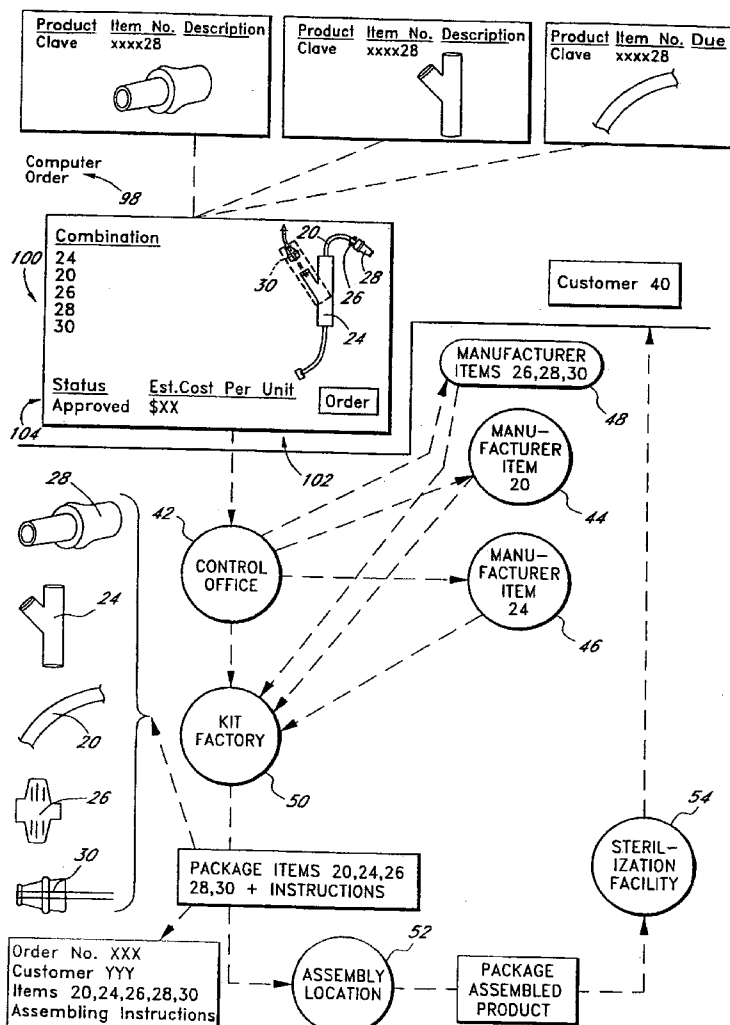 Product Item No. Description
Clave xxxx28
Product Item No. Description
Clave xxxx28
Product Item No. Due
Clave xxxx28
Computer
Order
98
Combination
24
20
26
28
30
20
28
30
26
24
100
Status Est.Cost Per Unit
Approved $XX
Order
104
102
Customer 40
MANUFACTURER
ITEMS 26,28,30
48
MANU-
FACTURER
ITEM
20
44
42
CONTROL
OFFICE
MANU-
FACTURER
ITEM
24
46
28
24
20
26
30
KIT
FACTORY
50
54
STERIL-
IZATION
FACILITY
PACKAGE ITEMS 20,24,26
28,30 + INSTRUCTIONS
Order No. XXX
Customer YYY
Items 20,24,26,28,30
Assembling Instructions
52
ASSEMBLY
LOCATION
PACKAGE
ASSEMBLED
PRODUCT